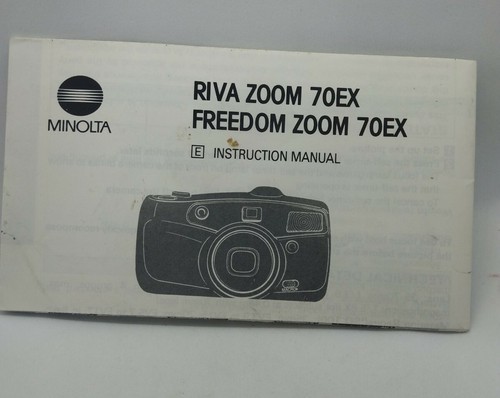 MINOLTA
RIVA ZOOM 70EX
FREEDOM ZOOM 70EX
E INSTRUCTION MANUAL